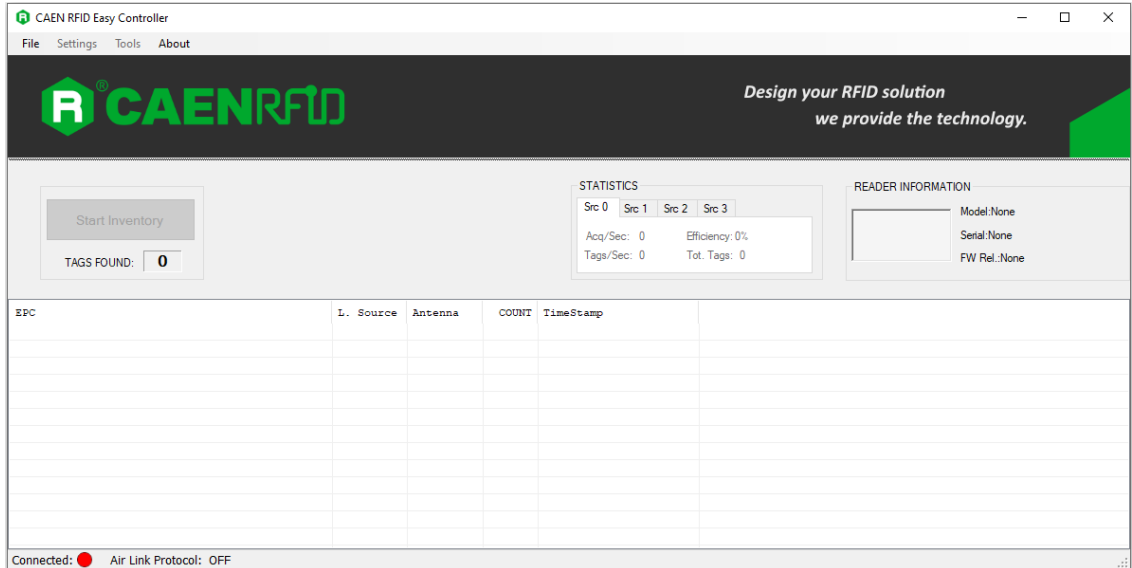 CAEN RFID Easy Controller
File Settings Tools About
R ® CAENRFID
Design your RFID solution
we provide the technology.
Start Inventory
TAGS FOUND: 0
STATISTICS
Src 0 Src 1 Src 2 Src 3
Acq/Sec: 0 Efficiency: 0%
Tags/Sec: 0 Tot. Tags: 0
READER INFORMATION
Model:None
Serial:None
FW Rel.:None
EPC L. Source Antenna COUNT TimeStamp
Connected: Air Link Protocol: OFF